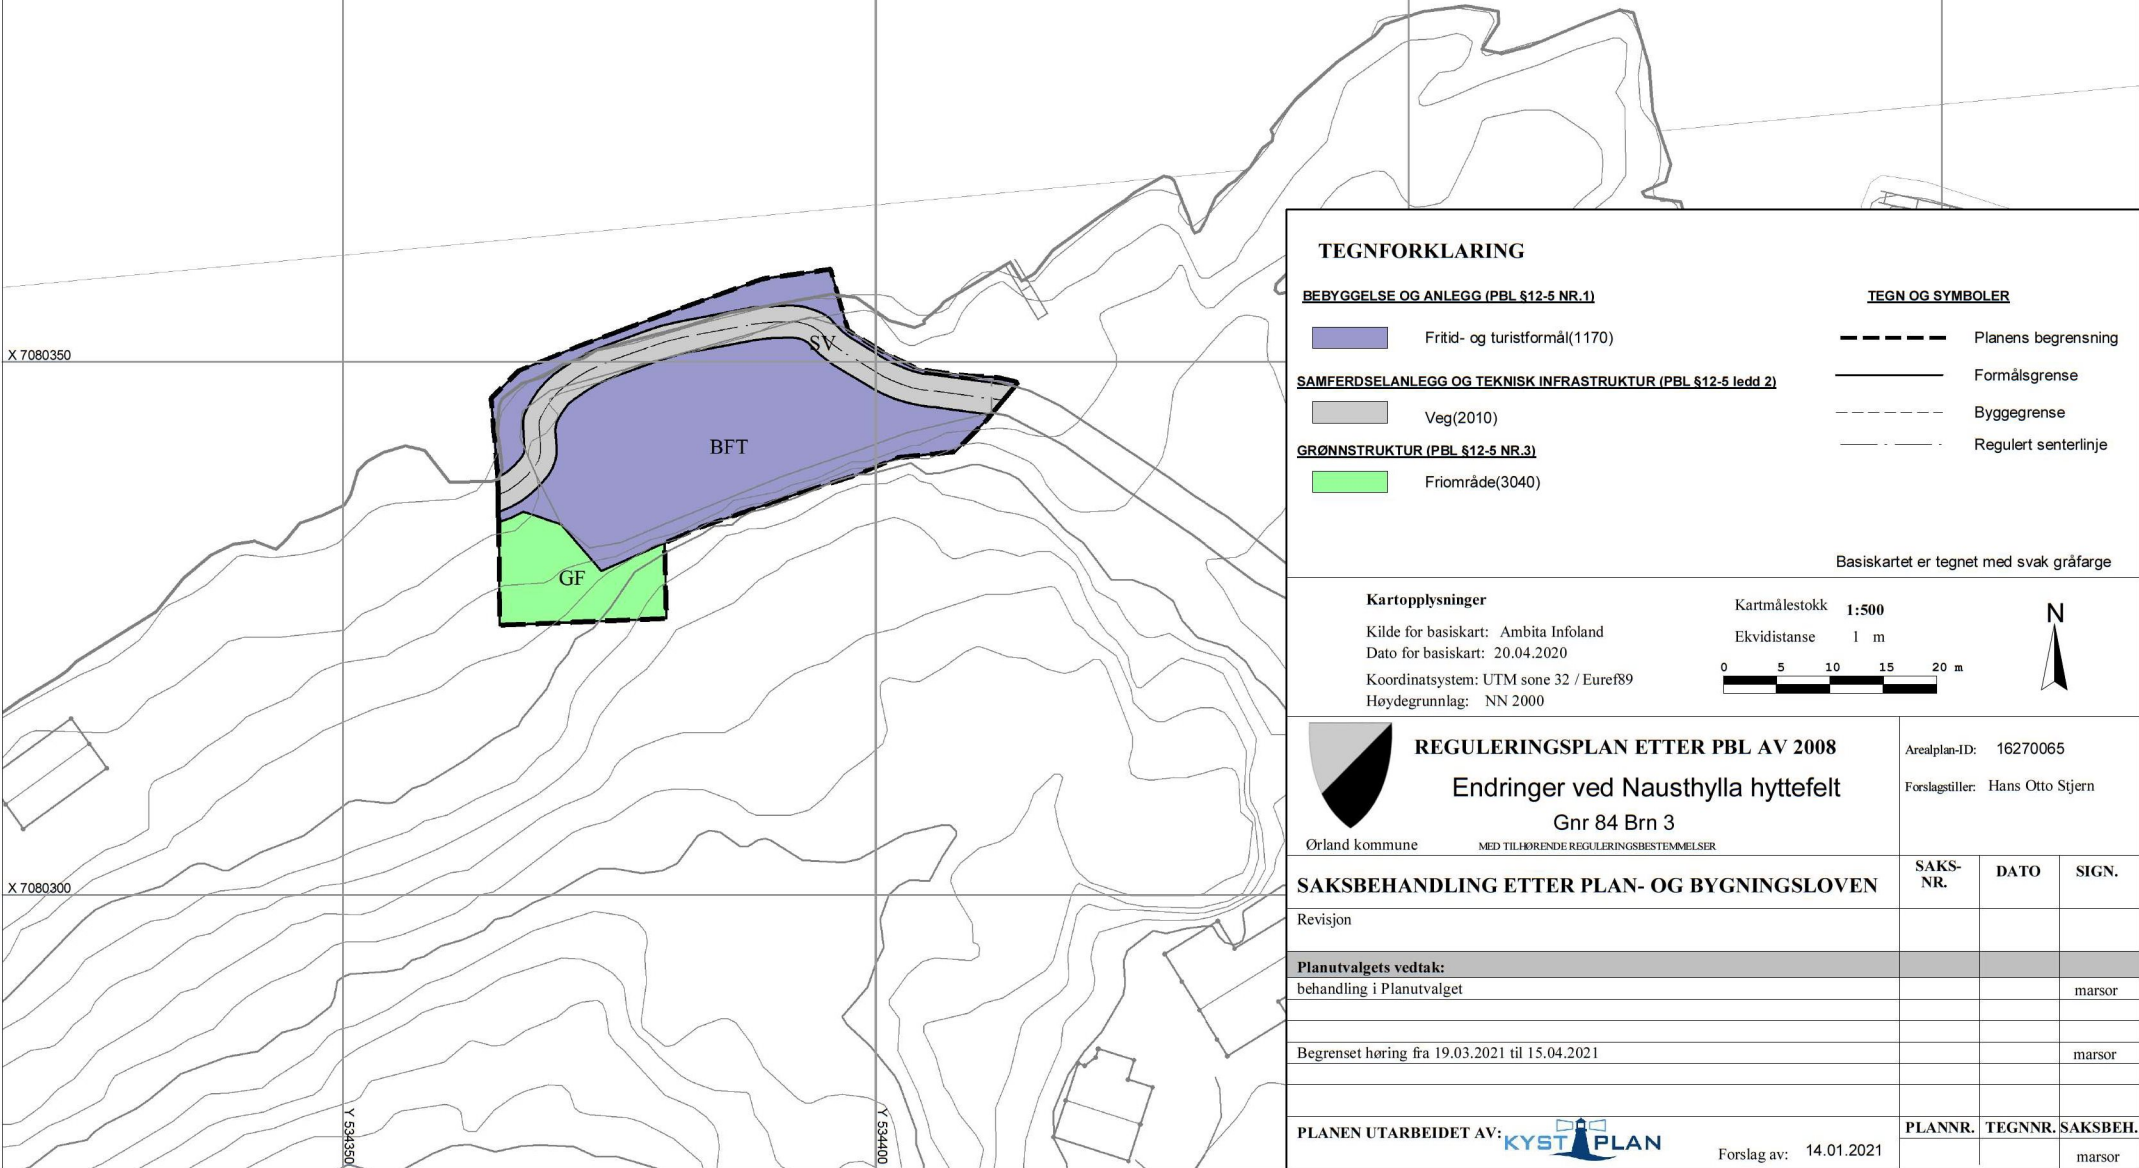 X 7080350
X 7080300
Y 534350
Y 534400
SV
BFT
GF
TEGNFORKLARING
BEBYGGELSE OG ANLEGG (PBL §12-5 NR.1)
Fritid- og turistformål(1170)
SAMFERDSELANLEGG OG TEKNISK INFRASTRUKTUR (PBL §12-5 ledd 2)
Veg(2010)
GRØNNSTRUKTUR (PBL §12-5 NR.3)
Friområde(3040)
TEGN OG SYMBOLER
Planens begrensning
Formålsgrense
Byggegrense
Regulert senterlinje
Basiskartet er tegnet med svak gråfarge
Kartopplysninger
Kilde for basiskart: Ambita Infoland
Dato for basiskart: 20.04.2020
Koordinatsystem: UTM sone 32 / Euref89
Høydegrunnlag: NN 2000
Kartmålestokk 1:500
Ekvidistanse 1 m
0 5 10 15 20 m
N
REGULERINGSPLAN ETTER PBL AV 2008
Endringer ved Nausthylla hyttefelt
Gnr 84 Brn 3
Ørland kommune
MED TILHØRENDE REGULERINGSBESTEMMELSER
Arealplan-ID: 16270065
Forslagstiller: Hans Otto Stjern
SAKSBEHANDLING ETTER PLAN- OG BYGNINGSLOVEN
SAKS-
NR.
DATO
SIGN.
Revisjon
Planutvalgets vedtak:
behandling i Planutvalget
marsor
Begrenset høring fra 19.03.2021 til 15.04.2021
marsor
PLANEN UTARBEIDET AV:
KYST PLAN
Forslag av: 14.01.2021
PLANNR.
TEGNNR.
SAKSBEH.
marsor